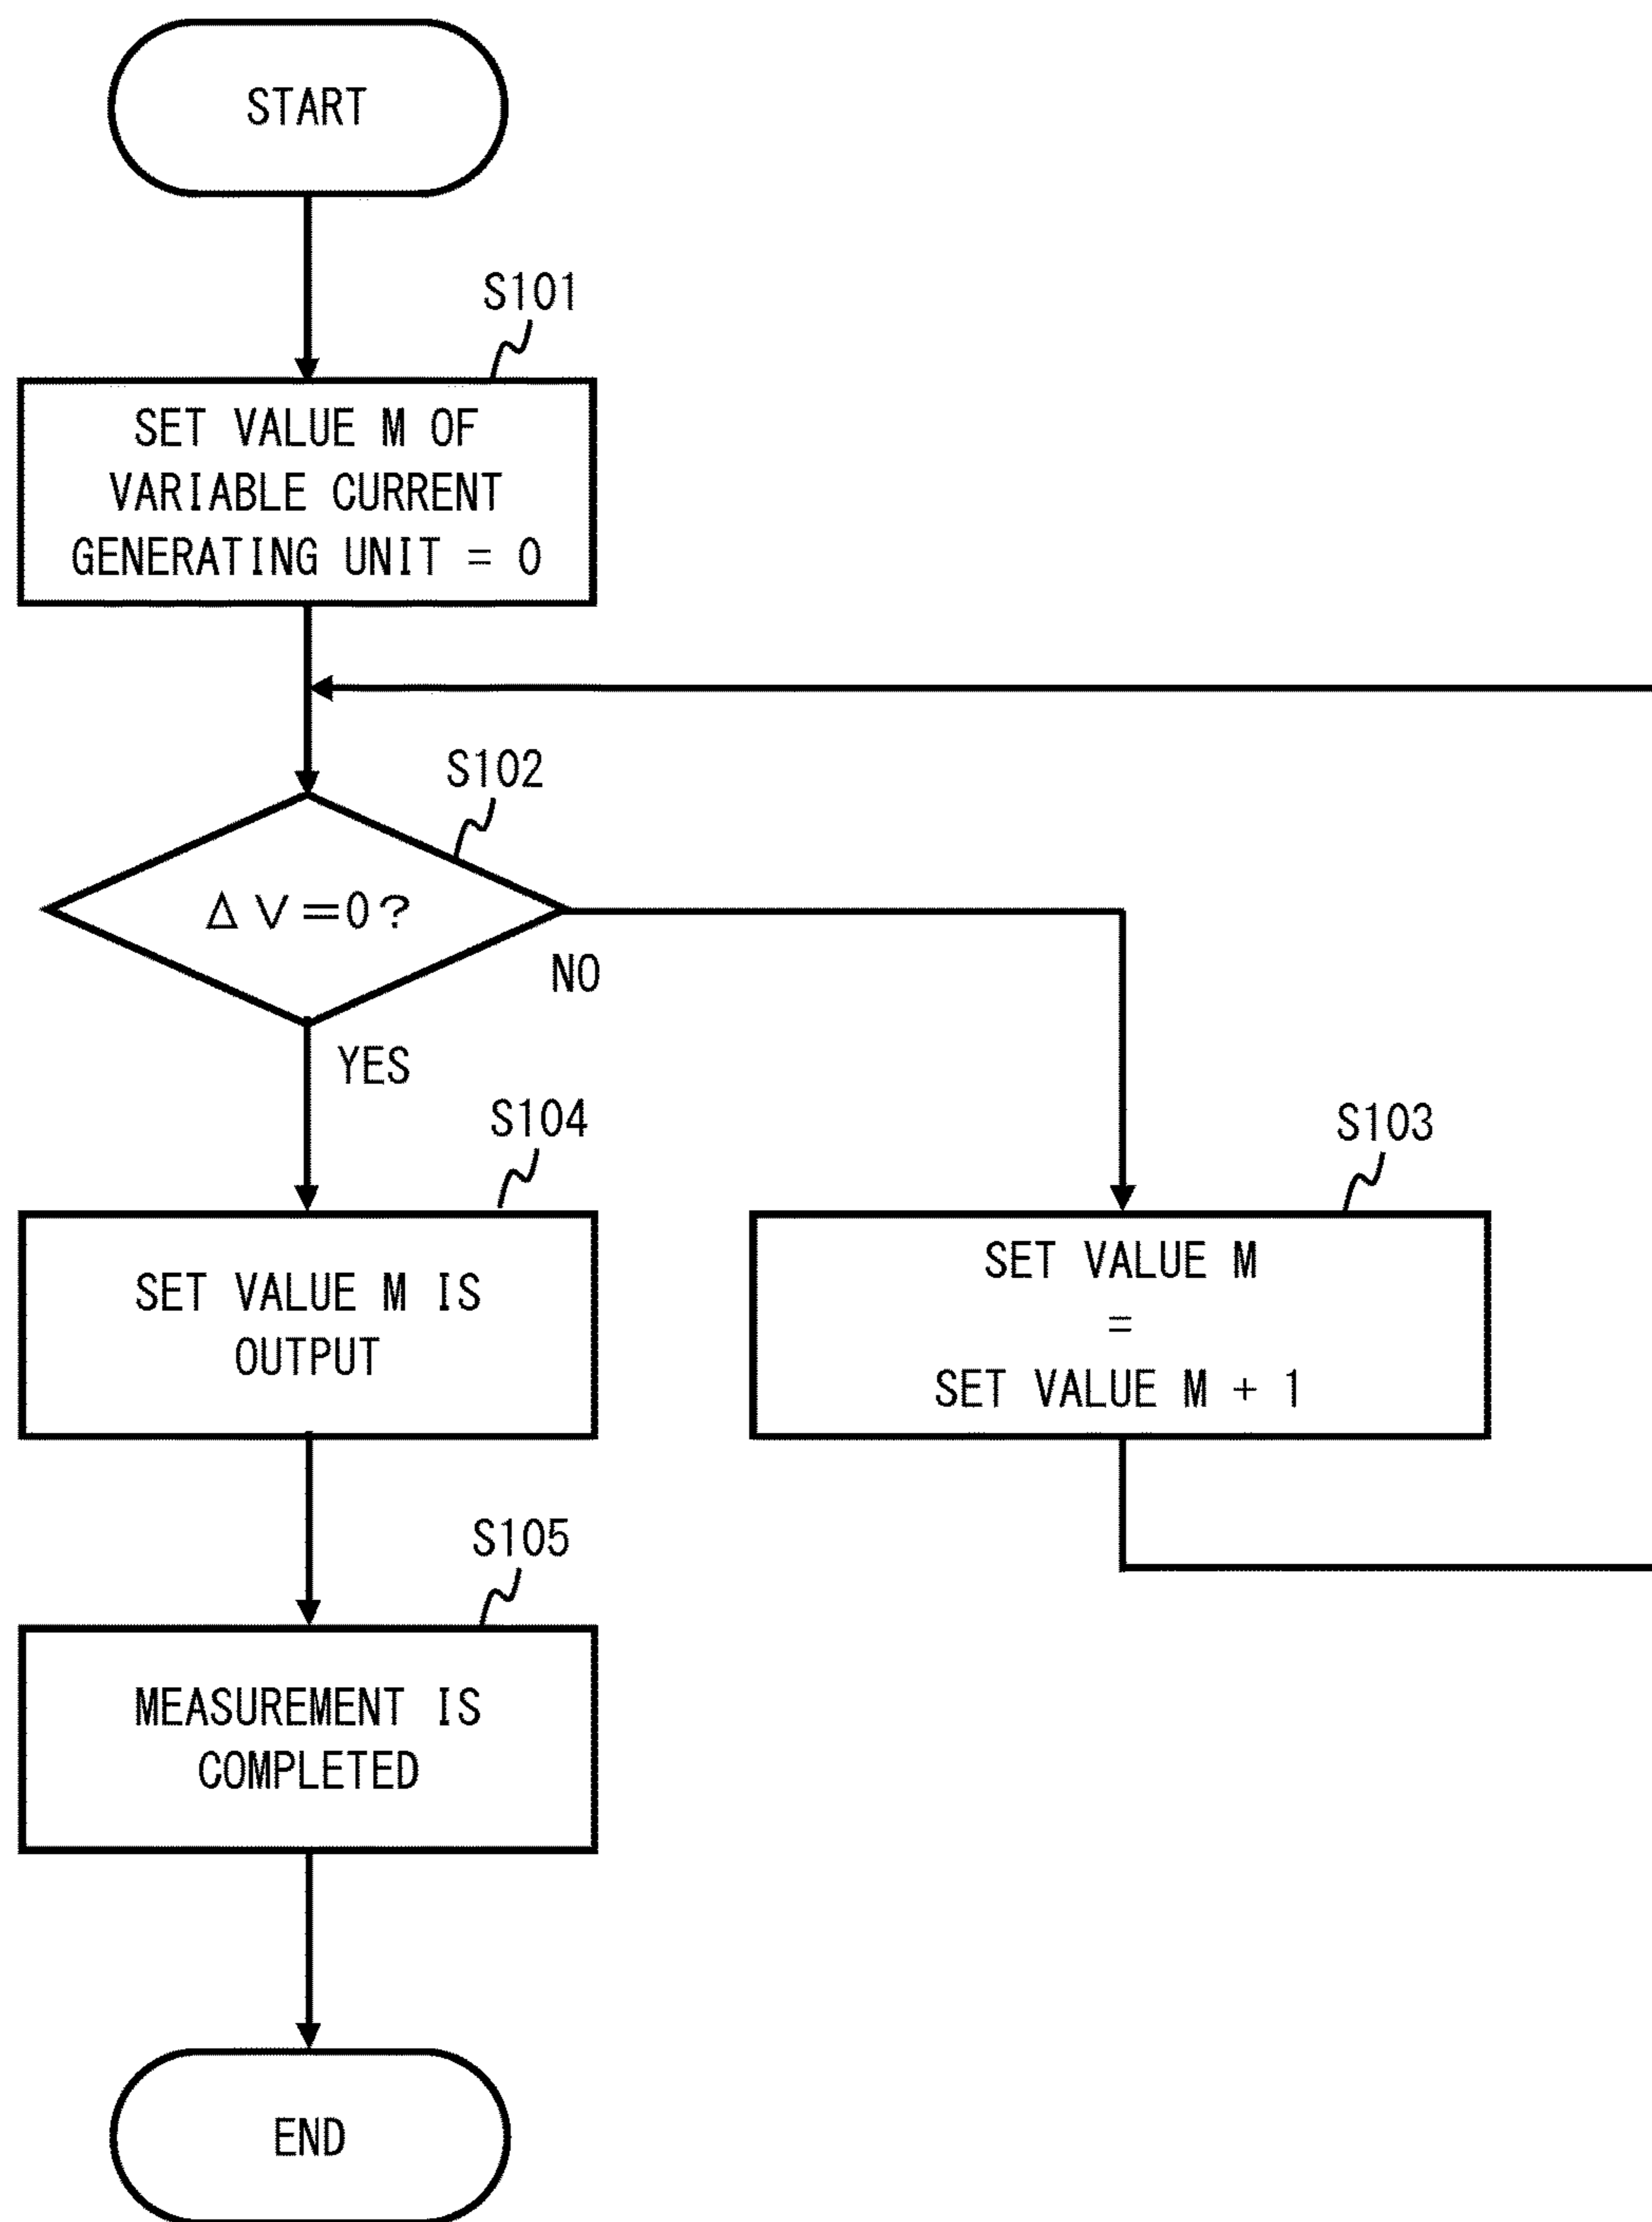 START
S101
SET VALUE M OF
VARIABLE CURRENT
GENERATING UNIT = 0
S102
ΔV=0?
NO
YES
S104
SET VALUE M IS
OUTPUT
S103
SET VALUE M
=
SET VALUE M + 1
S105
MEASUREMENT IS
COMPLETED
END